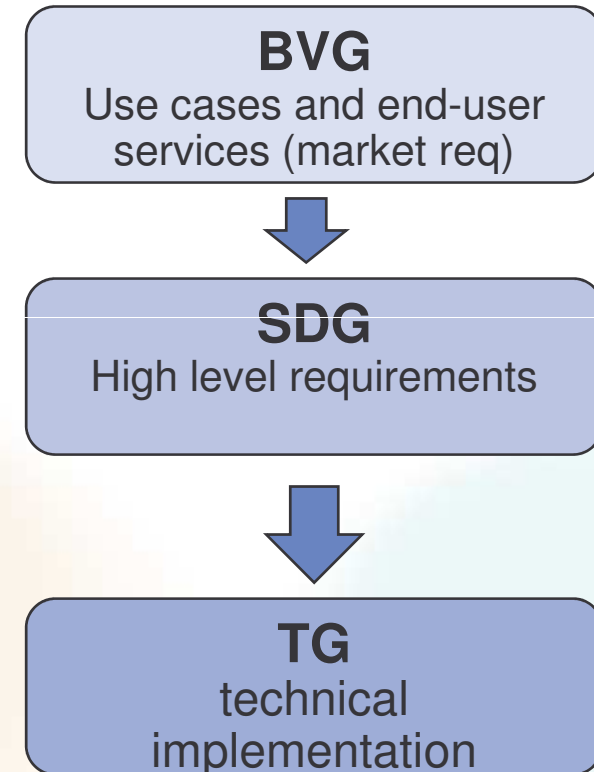 BVG
Use cases and end-user
services (market req)
SDG
High level requirements
TG
technical
implementation